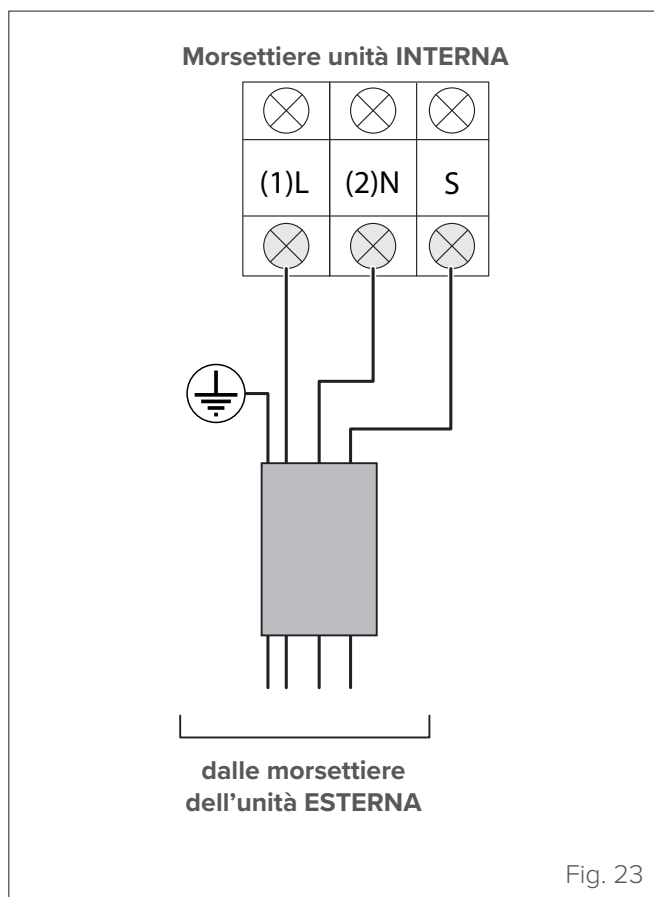 Morsettiere unità INTERNA
(1)L (2)N S
dalle morsettiere
dell’unità ESTERNA
Fig. 23